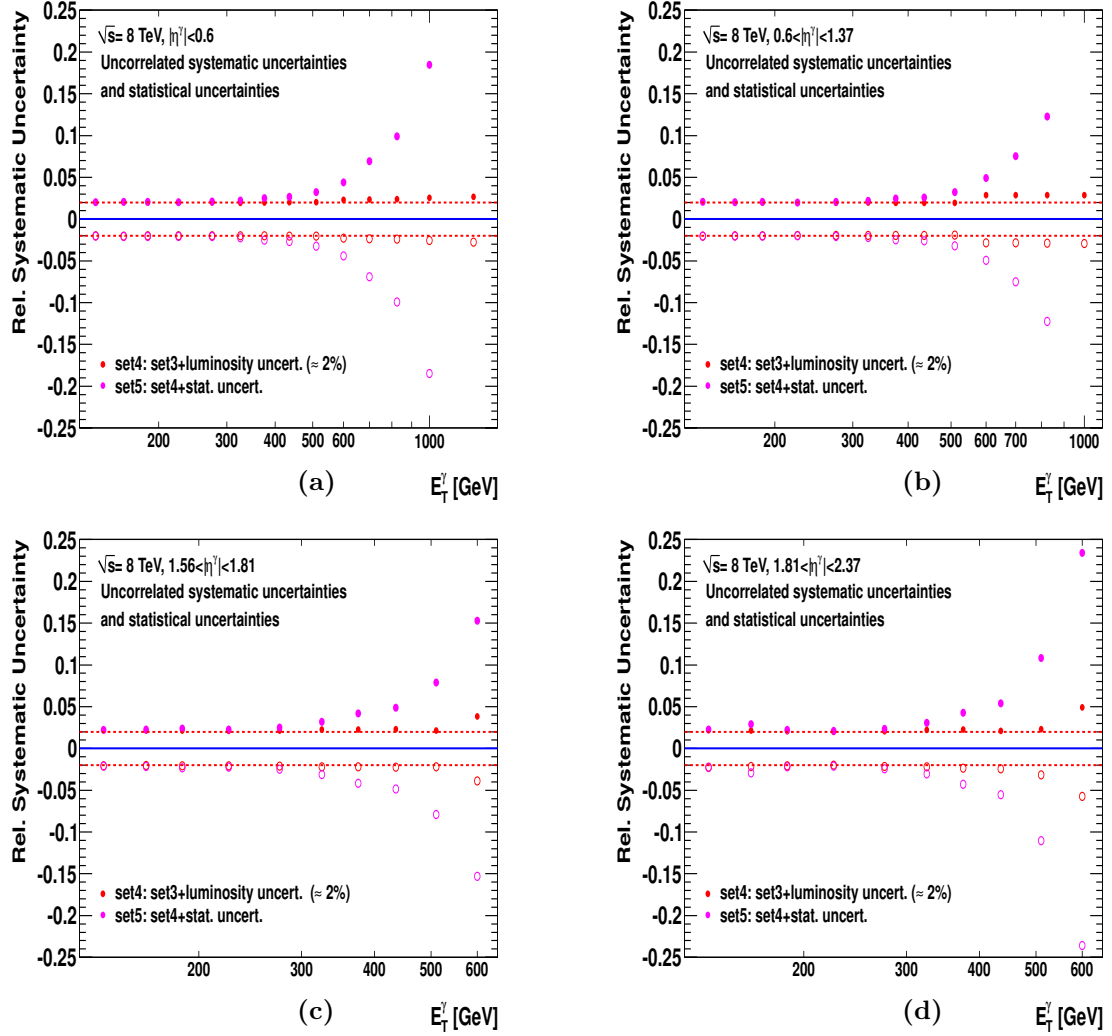 Rel. Systematic Uncertainty
0.25
0.2
0.15
0.1
0.05
0
-0.05
-0.1
-0.15
-0.2
-0.25
√s= 8 TeV, |η^γ|<0.6
Uncorrelated systematic uncertainties
and statistical uncertainties
set4: set3+luminosity uncert. (≈ 2%)
set5: set4+stat. uncert.
200 300 400 500 600 1000
(a)
E_T^γ [GeV]
Rel. Systematic Uncertainty
0.25
0.2
0.15
0.1
0.05
0
-0.05
-0.1
-0.15
-0.2
-0.25
√s= 8 TeV, 0.6<|η^γ|<1.37
Uncorrelated systematic uncertainties
and statistical uncertainties
set4: set3+luminosity uncert. (≈ 2%)
set5: set4+stat. uncert.
200 300 400 500 600 700 1000
(b)
E_T^γ [GeV]
Rel. Systematic Uncertainty
0.25
0.2
0.15
0.1
0.05
0
-0.05
-0.1
-0.15
-0.2
-0.25
√s= 8 TeV, 1.56<|η^γ|<1.81
Uncorrelated systematic uncertainties
and statistical uncertainties
set4: set3+luminosity uncert. (≈ 2%)
set5: set4+stat. uncert.
200 300 400 500 600
(c)
E_T^γ [GeV]
Rel. Systematic Uncertainty
0.25
0.2
0.15
0.1
0.05
0
-0.05
-0.1
-0.15
-0.2
-0.25
√s= 8 TeV, 1.81<|η^γ|<2.37
Uncorrelated systematic uncertainties
and statistical uncertainties
set4: set3+luminosity uncert. (≈ 2%)
set5: set4+stat. uncert.
200 300 400 500 600
(d)
E_T^γ [GeV]